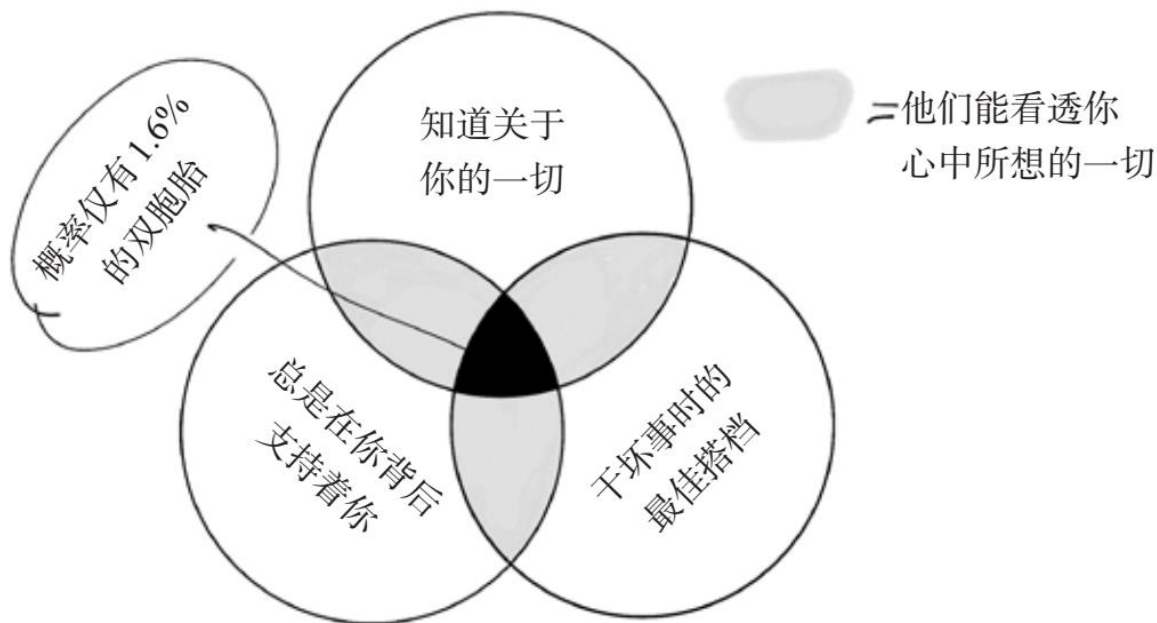 知道关于
你的一切
=他们能看透你
心中所想的一切
概率仅有1.6%
的双胞胎
总是在你背后
支持着你
干坏事时的
最佳搭档